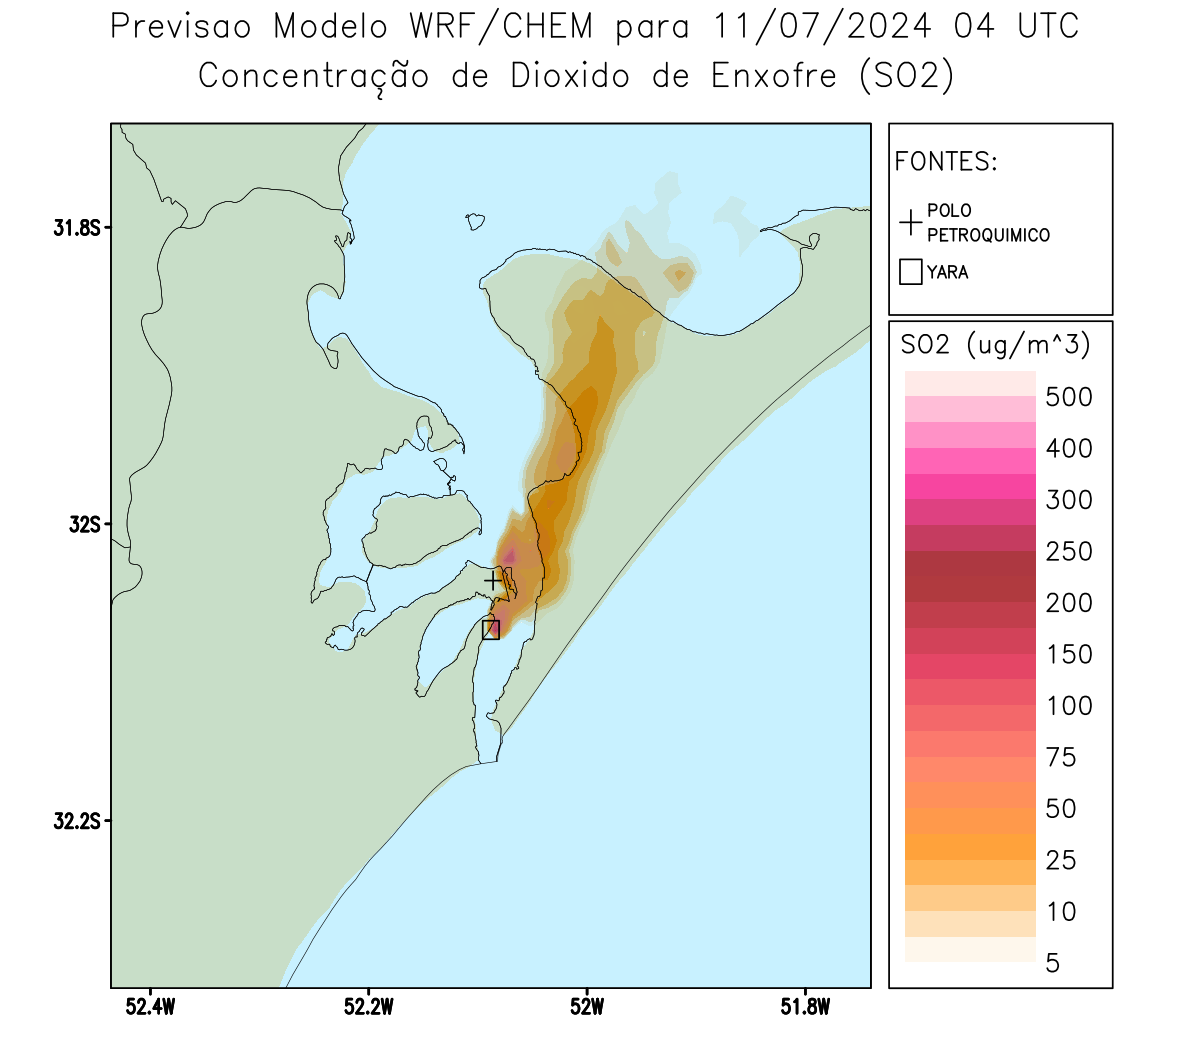 Previsao Modelo WRF/CHEM para 11/07/2024 04 UTC
Concentração de Dioxido de Enxofre (SO2)
FONTES:
POLO
PETROQUIMICO
YARA
SO2 (ug/m^3)
500
400
300
250
200
150
100
75
50
25
10
5
31.8S
32S
32.2S
52.4W
52.2W
52W
51.8W